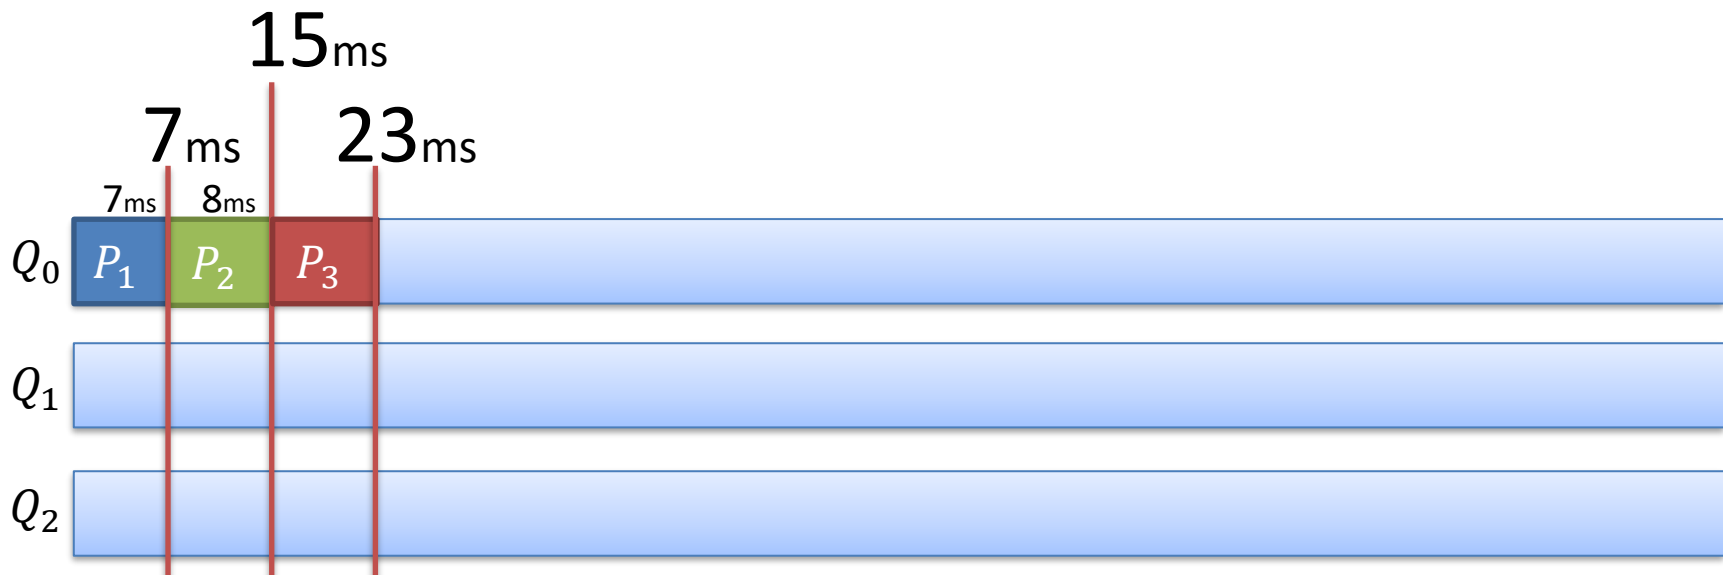 15ms
7ms 23ms
7ms 8ms
Q₀ P₁ P₂ P₃
Q₁
Q₂